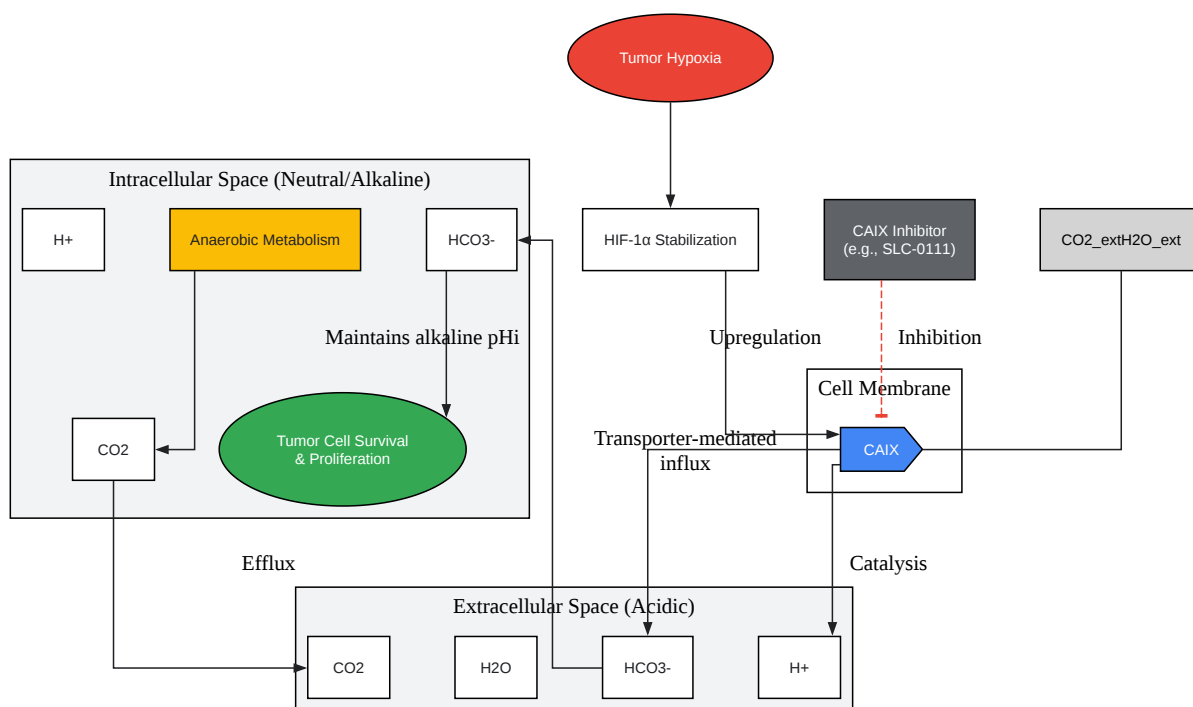 Tumor Hypoxia
Intracellular Space (Neutral/Alkaline)
H+
Anaerobic Metabolism
HCO3-
HIF-1α Stabilization
CAIX Inhibitor
(e.g., SLC-0111)
CO2_extH2O_ext
Maintains alkaline pHi
Upregulation
Inhibition
Cell Membrane
CO2
Tumor Cell Survival
& Proliferation
Transporter-mediated
influx
CAIX
Efflux
Catalysis
Extracellular Space (Acidic)
CO2
H2O
HCO3-
H+